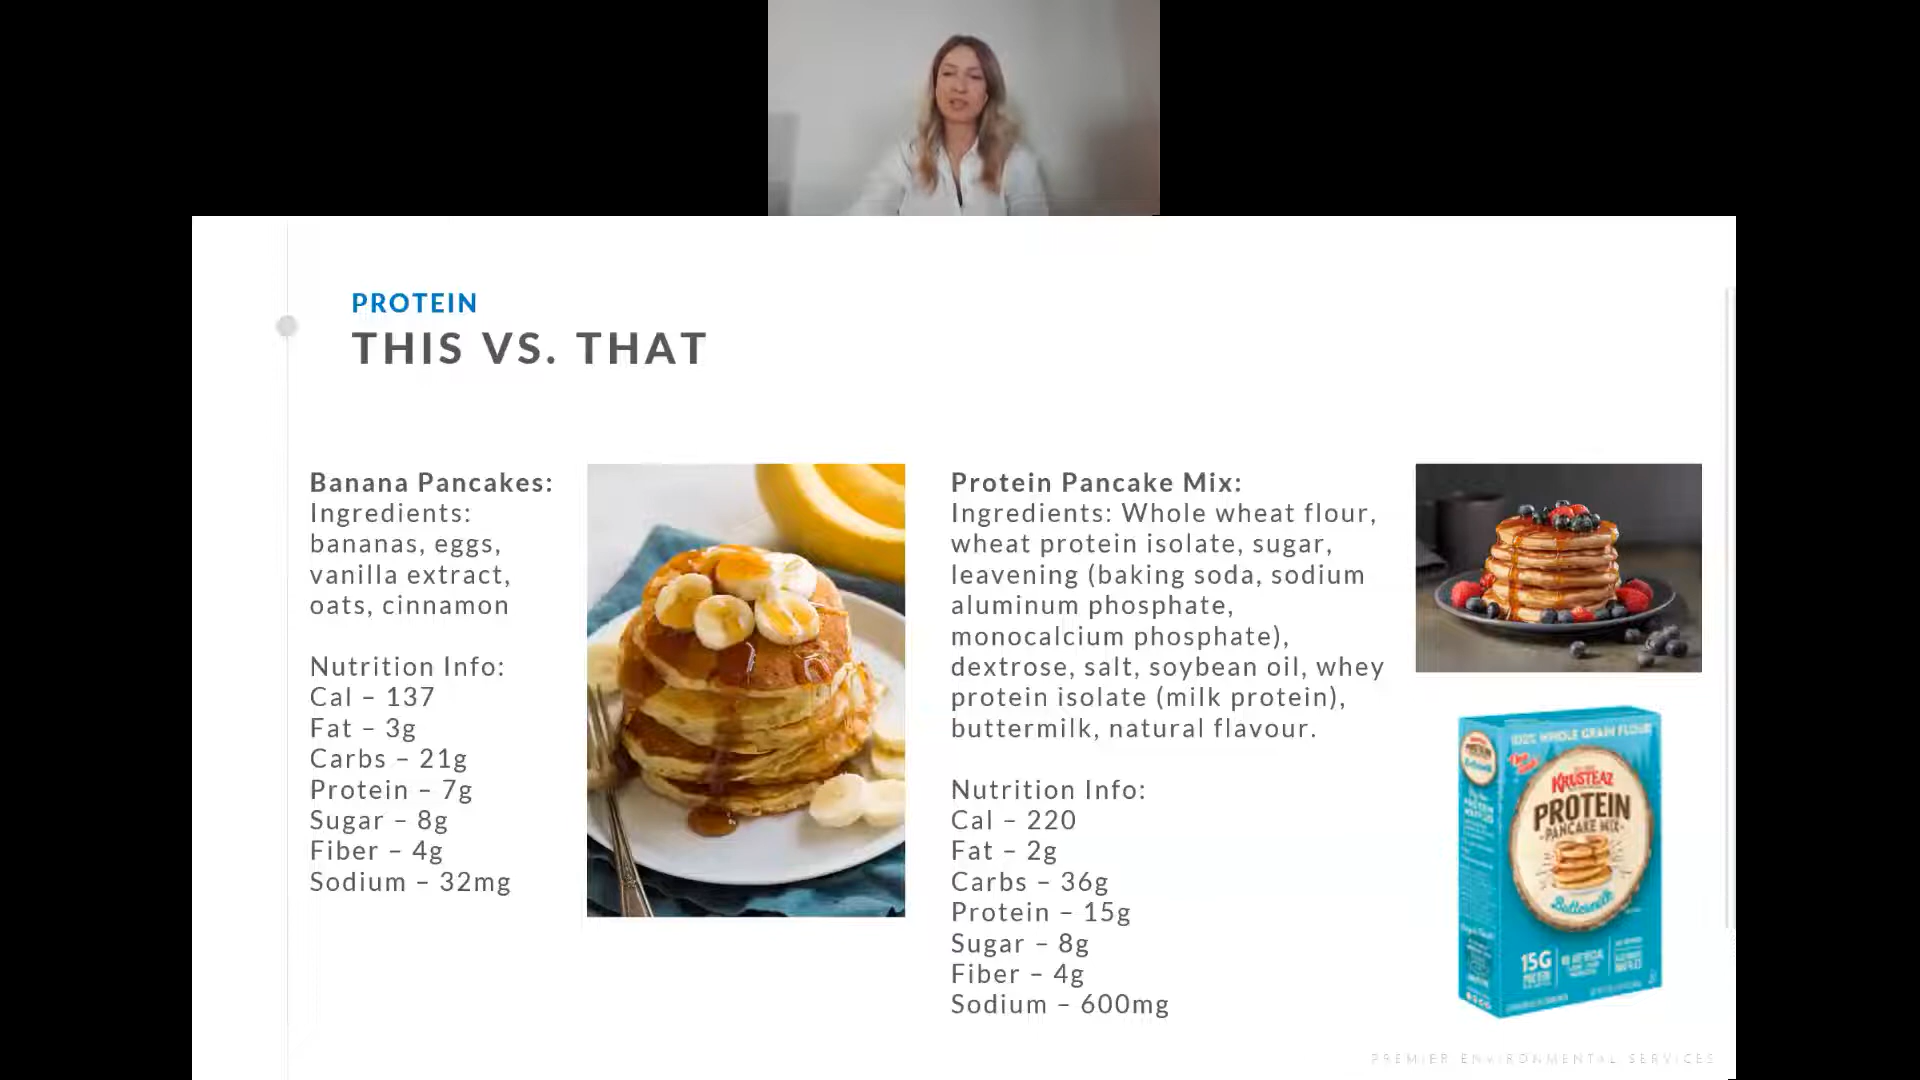 PROTEIN
THIS VS. THAT
Banana Pancakes:
Ingredients:
bananas, eggs,
vanilla extract,
oats, cinnamon
Nutrition Info:
Cal – 137
Fat – 3g
Carbs – 21g
Protein – 7g
Sugar – 8g
Fiber – 4g
Sodium – 32mg
Protein Pancake Mix:
Ingredients: Whole wheat flour,
wheat protein isolate, sugar,
leavening (baking soda, sodium
aluminum phosphate,
monocalcium phosphate),
dextrose, salt, soybean oil, whey
protein isolate (milk protein),
buttermilk, natural flavour.
Nutrition Info:
Cal – 220
Fat – 2g
Carbs – 36g
Protein – 15g
Sugar – 8g
Fiber – 4g
Sodium – 600mg
100% WHOLE GRAIN FLOUR
KRUSTEAZ
PROTEIN
PANCAKE MIX
Buttermilk
15G
PROTEIN
PREMIER ENVIRONMENTAL SERVICES